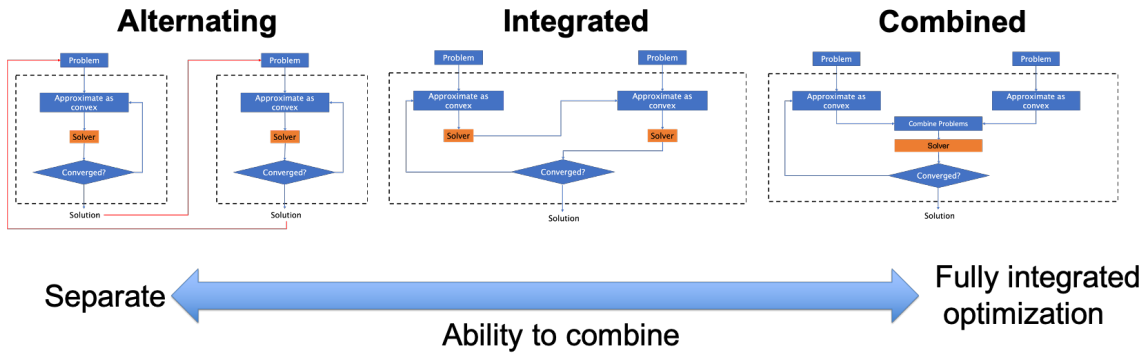 Alternating
Problem
Approximate as
convex
Solver
Converged?
Solution
Problem
Approximate as
convex
Solver
Converged?
Solution
Integrated
Problem
Approximate as
convex
Solver
Problem
Approximate as
convex
Solver
Converged?
Solution
Combined
Problem
Approximate as
convex
Problem
Approximate as
convex
Combine Problems
Solver
Converged?
Solution
Separate
Ability to combine
Fully integrated
optimization